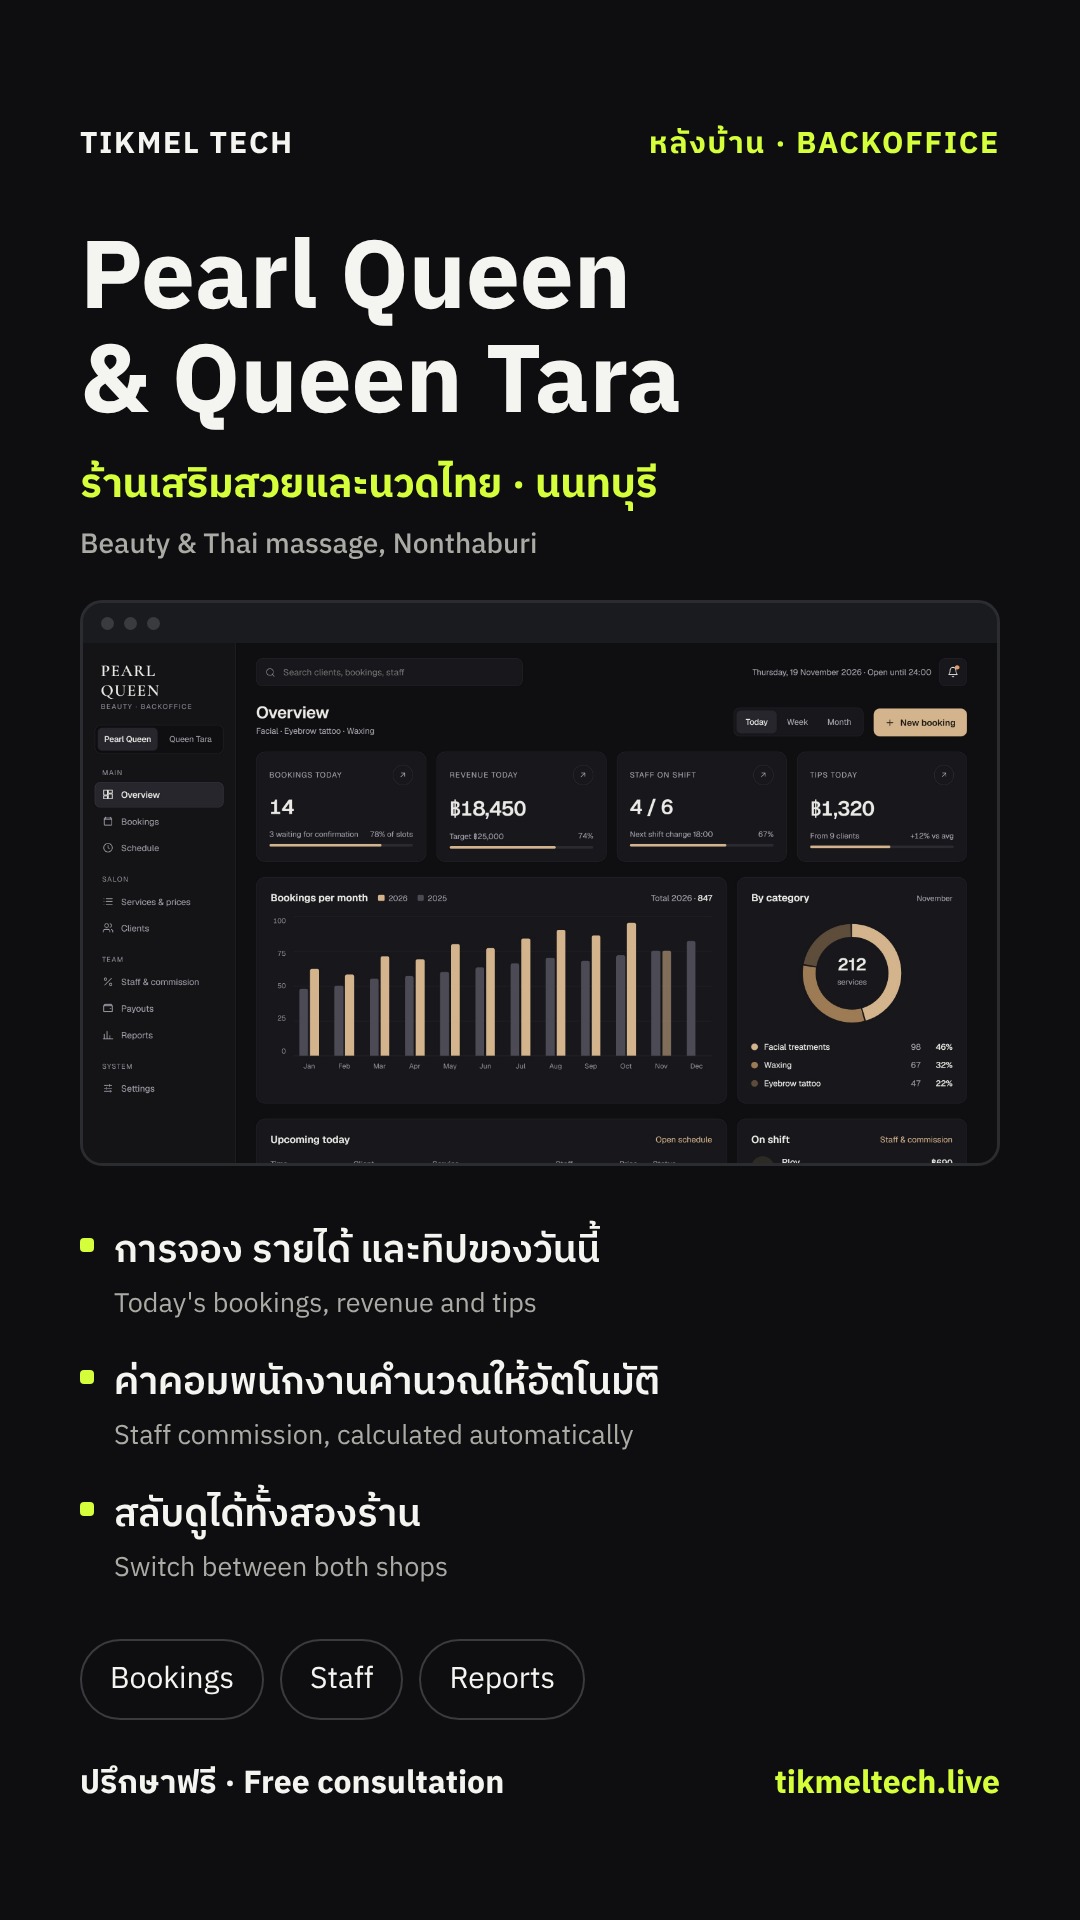 TIKMEL TECH
หลังบ้าน · BACKOFFICE
Pearl Queen
& Queen Tara
ร้านเสริมสวยและนวดไทย · นนทบุรี
Beauty & Thai massage, Nonthaburi
PEARL
QUEEN
BEAUTY · BACKOFFICE
Pearl Queen
Queen Tara
MAIN
Overview
Bookings
Schedule
SALON
Services & prices
Clients
TEAM
Staff & commission
Payouts
Reports
SYSTEM
Settings
Search clients, bookings, staff
Thursday, 19 November 2026 · Open until 24:00
Overview
Facial · Eyebrow tattoo · Waxing
Today Week Month
+ New booking
BOOKINGS TODAY
14
3 waiting for confirmation 78% of slots
REVENUE TODAY
฿18,450
Target ฿25,000 74%
STAFF ON SHIFT
4 / 6
Next shift change 18:00 67%
TIPS TODAY
฿1,320
From 9 clients +12% vs avg
Bookings per month 2026 2025 Total 2026 · 847
100
75
50
25
0
Jan Feb Mar Apr May Jun Jul Aug Sep Oct Nov Dec
By category November
212
services
Facial treatments 98 46%
Waxing 67 32%
Eyebrow tattoo 47 22%
Upcoming today Open schedule
On shift Staff & commission
Ploy ฿690
การจอง รายได้ และทิปของวันนี้
Today's bookings, revenue and tips
ค่าคอมพนักงานคำนวณให้อัตโนมัติ
Staff commission, calculated automatically
สลับดูได้ทั้งสองร้าน
Switch between both shops
Bookings Staff Reports
ปรึกษาฟรี · Free consultation
tikmeltech.live